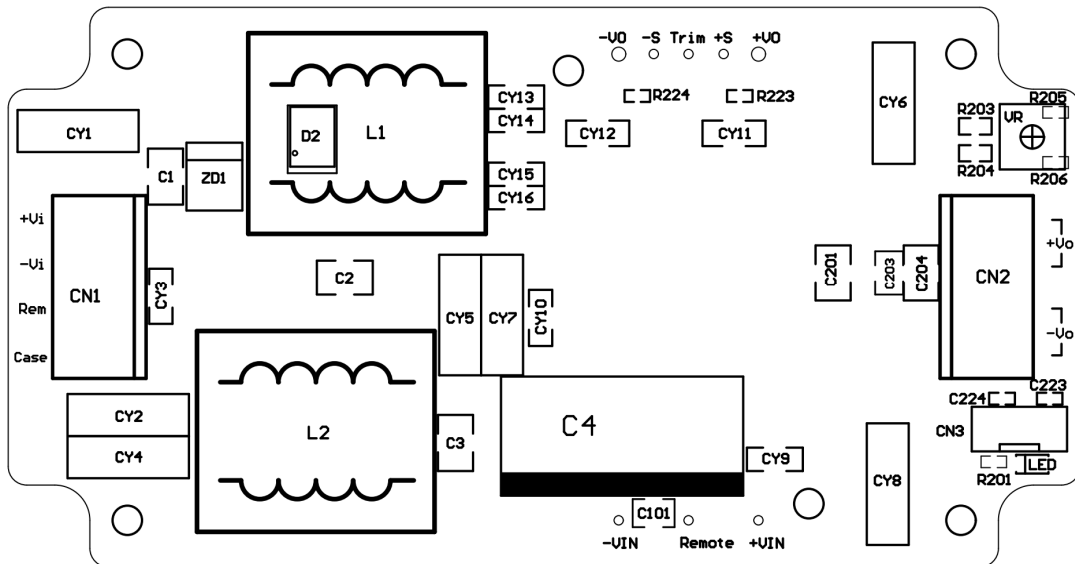 -VO -S Trim +S +VO
R224 R223
CY13
CY14
CY12 CY11
CY15
CY16
CY1
C1
ZD1
D2
L1
CY6
R203
R204
VR
R205
R206
+Vi
-Vi
Rem
Case
CN1
CY3
C2
CY5
CY7
CY10
C201
C203
C204
CN2
+Vo
-Vo
CY2
CY4
L2
C3
C4
CY9
CY8
C224
C223
CN3
R201
LED
C101
-VIN Remote +VIN